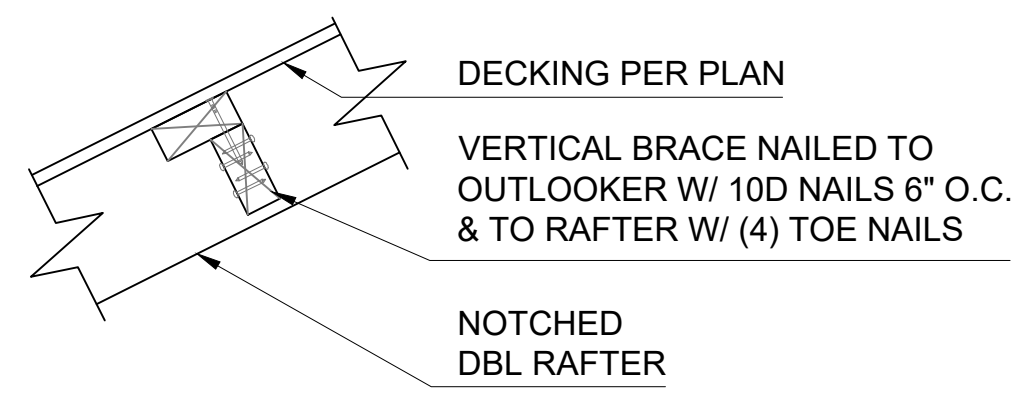 DECKING PER PLAN
VERTICAL BRACE NAILED TO
OUTLOOKER W/ 10D NAILS 6" O.C.
& TO RAFTER W/ (4) TOE NAILS
NOTCHED
DBL RAFTER